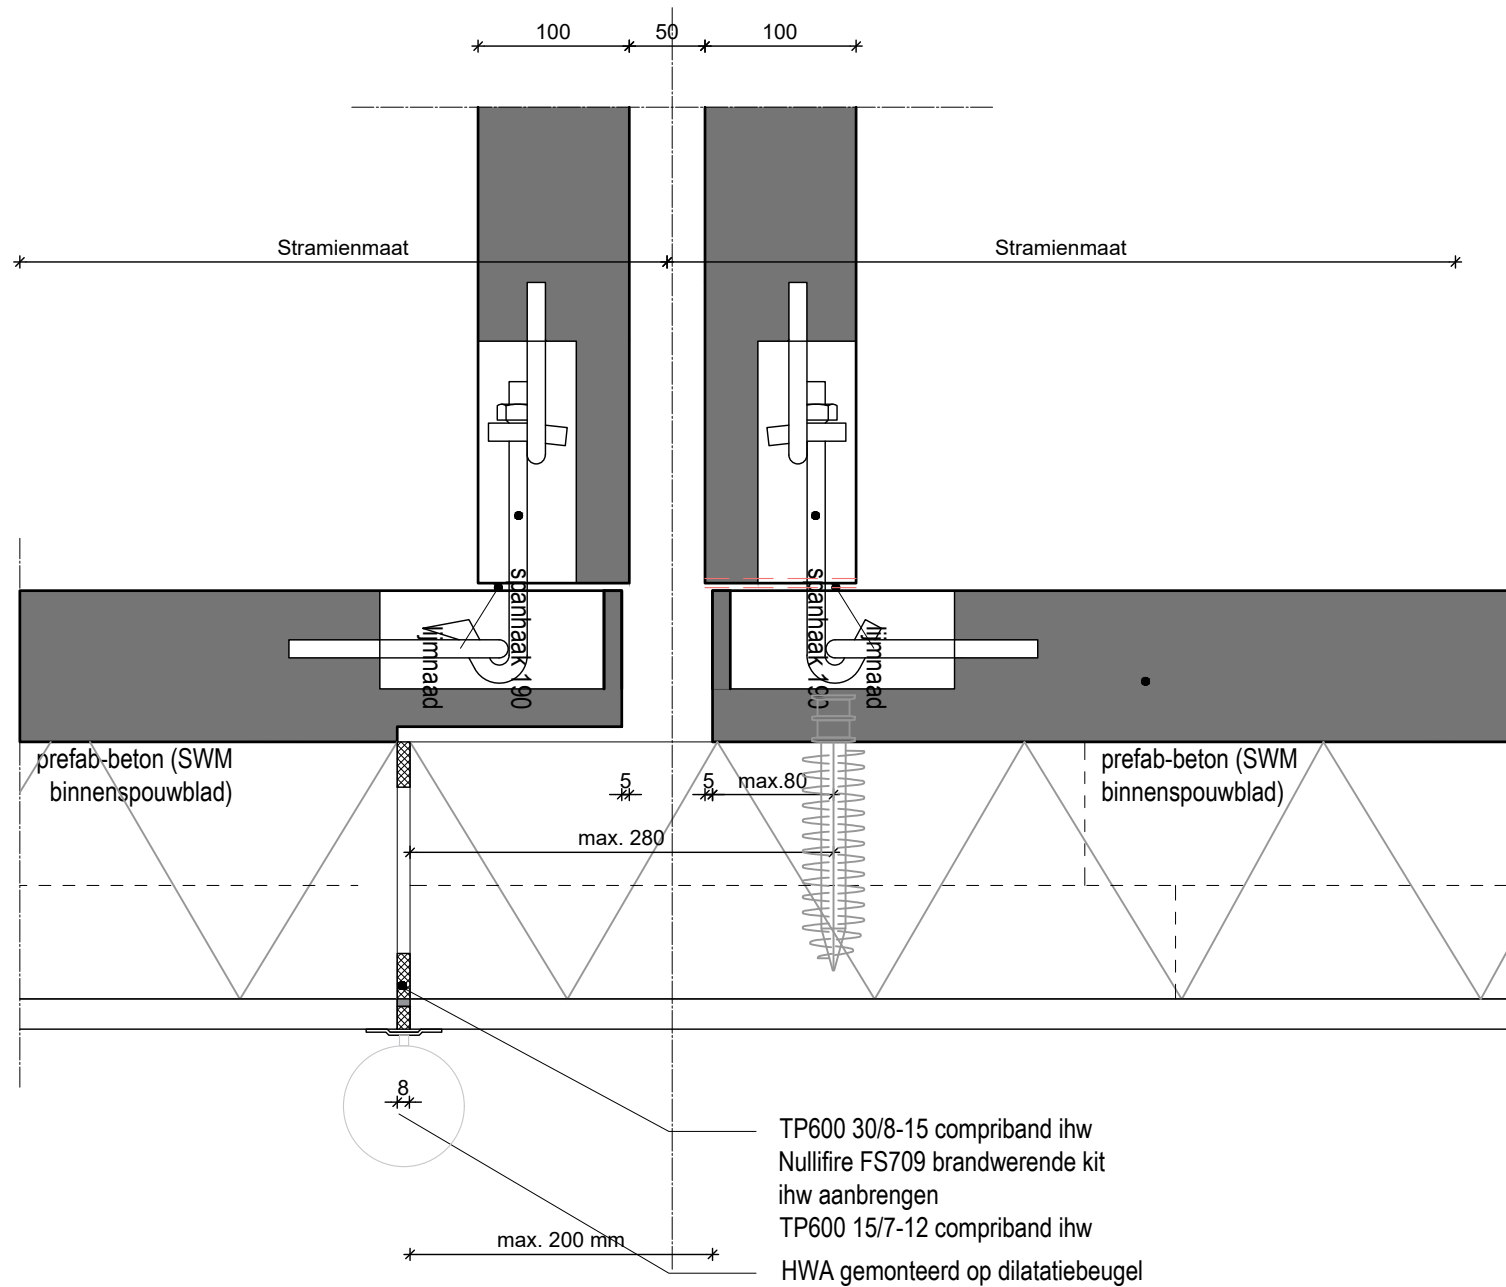 100
50
100
Stramienmaat
Stramienmaat
spanhaak 190
spanhaak 190
lijmnaad
lijmnaad
prefab-beton (SWM
binnenspouwblad)
prefab-beton (SWM
binnenspouwblad)
5
5
max.80
max. 280
8
TP600 30/8-15 compriband ihw
Nullifire FS709 brandwerende kit
ihw aanbrengen
TP600 15/7-12 compriband ihw
max. 200 mm
HWA gemonteerd op dilatatiebeugel